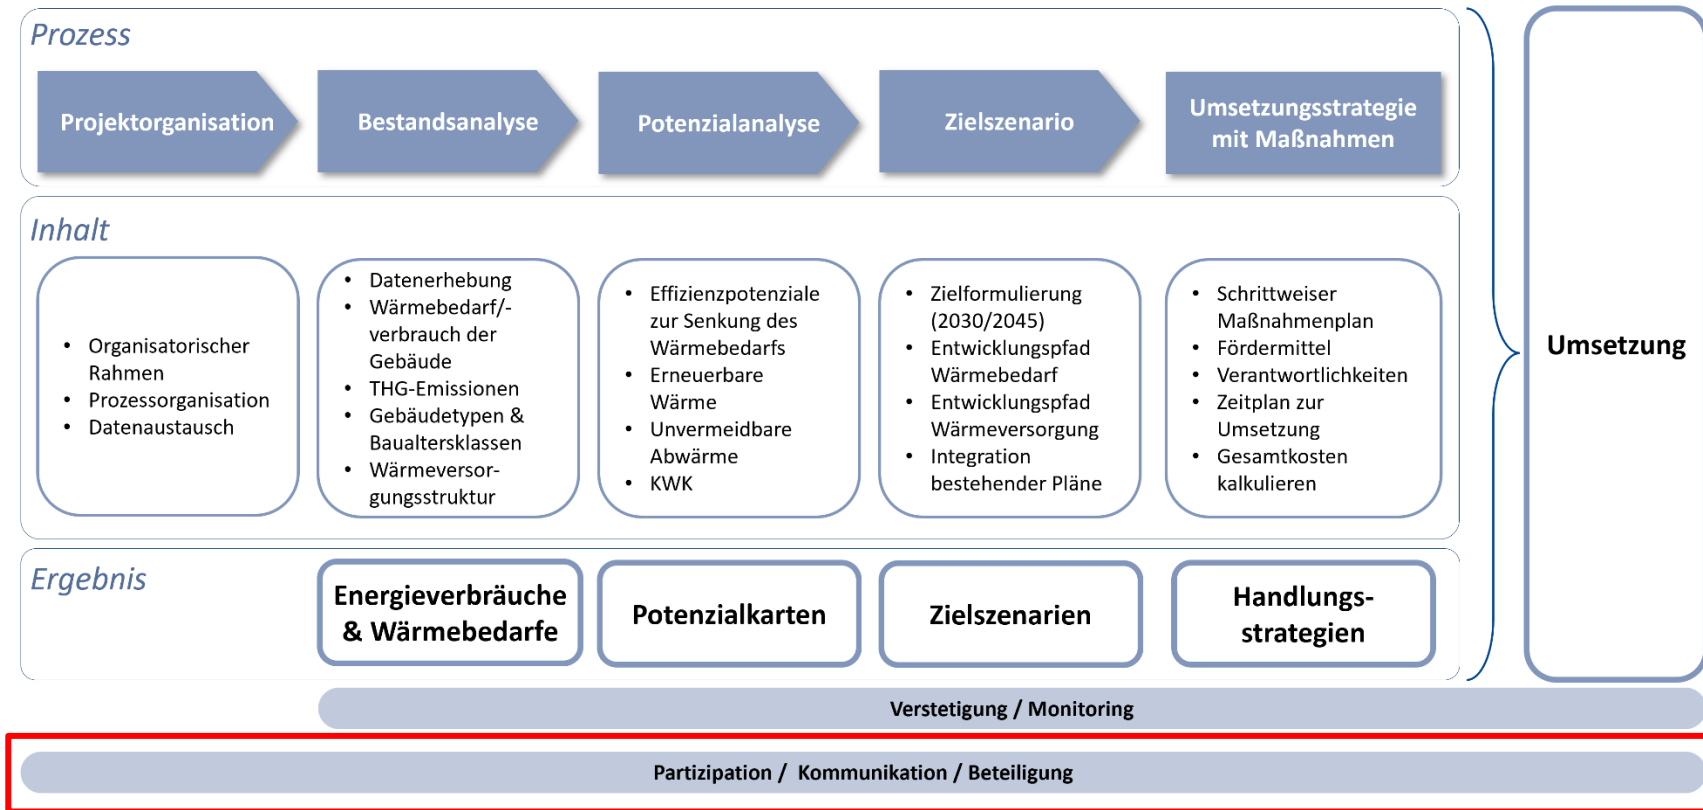 Prozess
Projektorganisation
Bestandsanalyse
Potenzialanalyse
Zielszenario
Umsetzungsstrategie
mit Maßnahmen
Inhalt
• Organisatorischer
Rahmen
• Prozessorganisation
• Datenaustausch
• Datenerhebung
• Wärmebedarf/-
verbrauch der
Gebäude
• THG-Emissionen
• Gebäudetypen &
Baualtersklassen
• Wärmeversor-
gungsstruktur
• Effizienzpotenziale
zur Senkung des
Wärmebedarfs
• Erneuerbare
Wärme
• Unvermeidbare
Abwärme
• KWK
• Zielformulierung
(2030/2045)
• Entwicklungspfad
Wärmebedarf
• Entwicklungspfad
Wärmeversorgung
• Integration
bestehender Pläne
• Schrittweiser
Maßnahmenplan
• Fördermittel
• Verantwortlichkeiten
• Zeitplan zur
Umsetzung
• Gesamtkosten
kalkulieren
Ergebnis
Energieverbräuche
& Wärmebedarfe
Potenzialkarten
Zielszenarien
Handlungs-
strategien
Umsetzung
Verstetigung / Monitoring
Partizipation / Kommunikation / Beteiligung